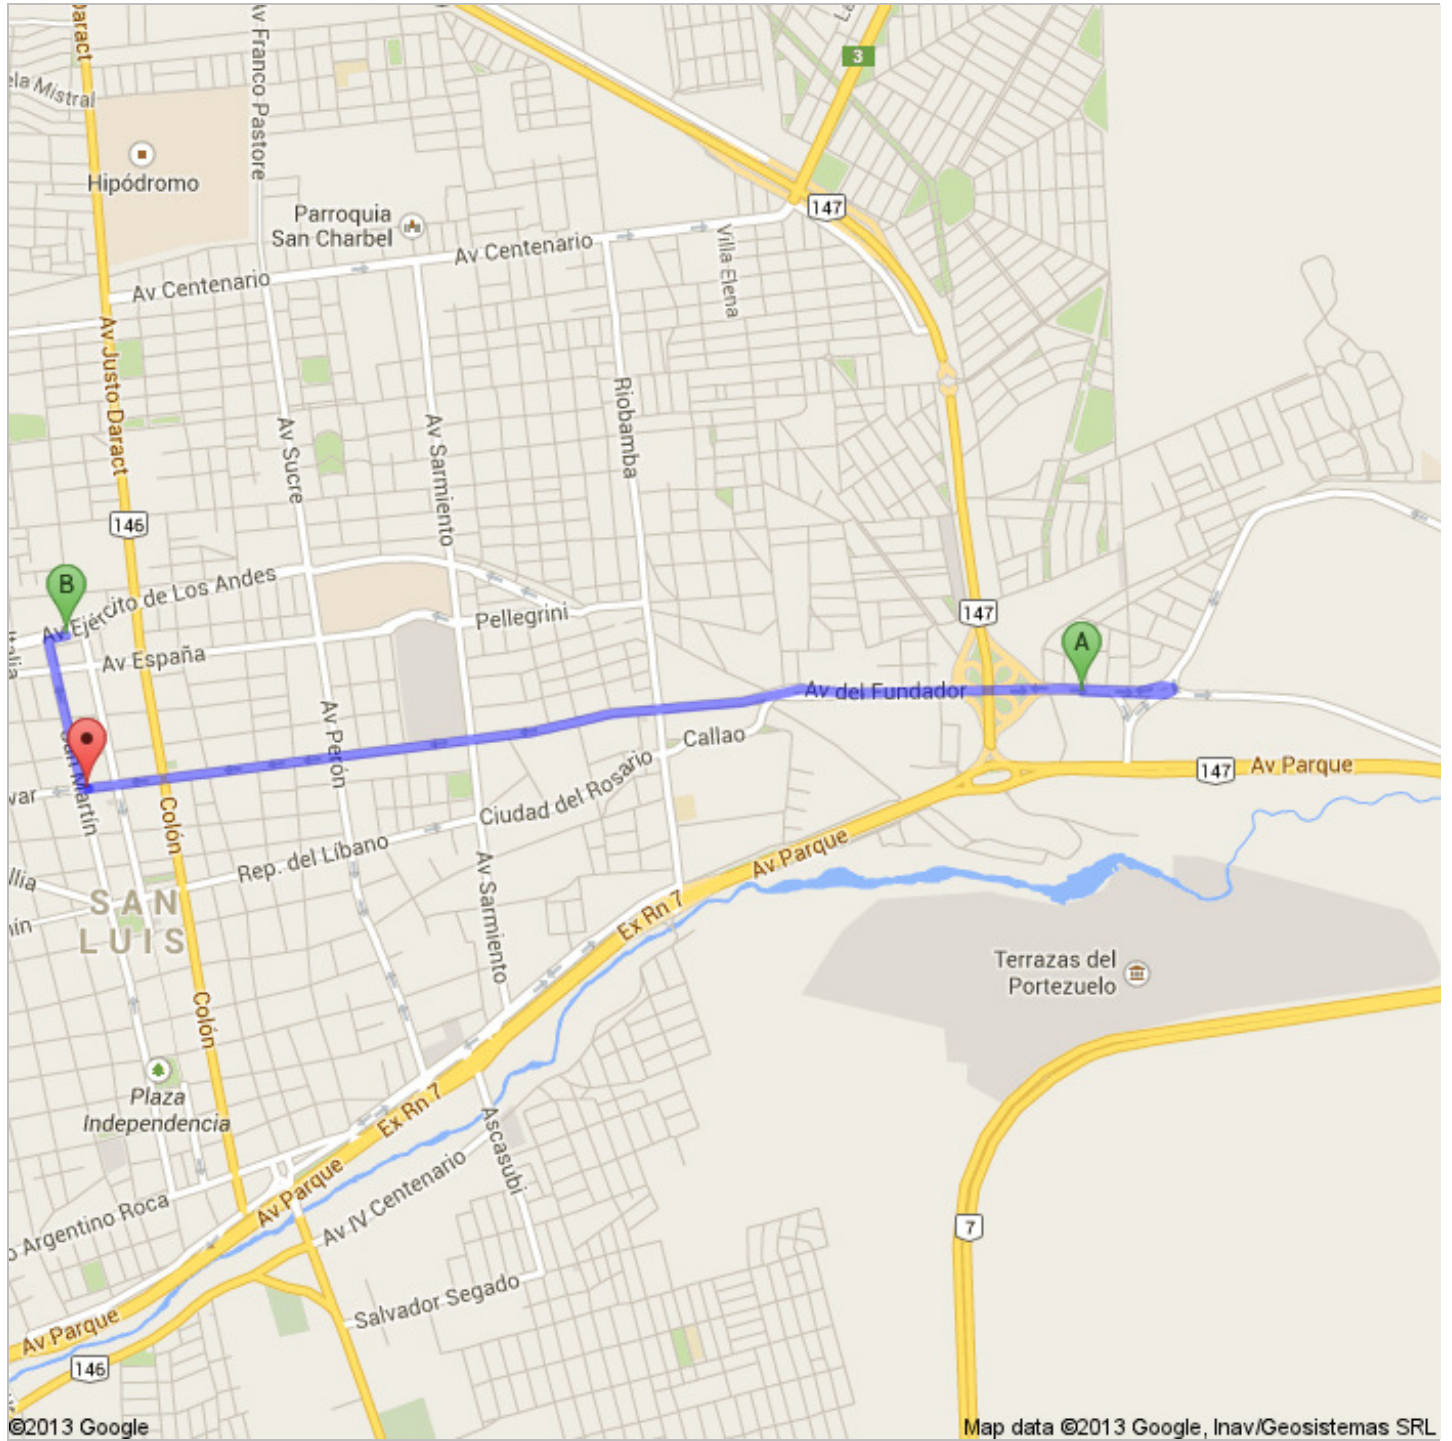 Daract
Av Franco Pastore
La
3
ela Mistral
Hipódromo
147
Parroquia
San Charbel
Av Centenario
Villa Elena
Av Centenario
Av Justo Daract
Riobamba
Av Sucre
Av Sarmiento
146
B
Av Ejército de Los Andes
147
Pellegrini
A
Italia
Av España
Av del Fundador
Av Perón
Callao
San Martín
147
Av Parque
var
Colón
Ciudad del Rosario
Rep. del Líbano
Av Parque
llia
Av Sarmiento
SAN
LUIS
nin
Ex Rn 7
Terrazas del
Portezuelo
Colón
Plaza
Independencia
Ex Rn 7
Ascasubi
Av Parque
Av IV Centenario
o Argentino Roca
7
Salvador Segado
Av Parque
146
©2013 Google
Map data ©2013 Google, Inav/Geosistemas SRL